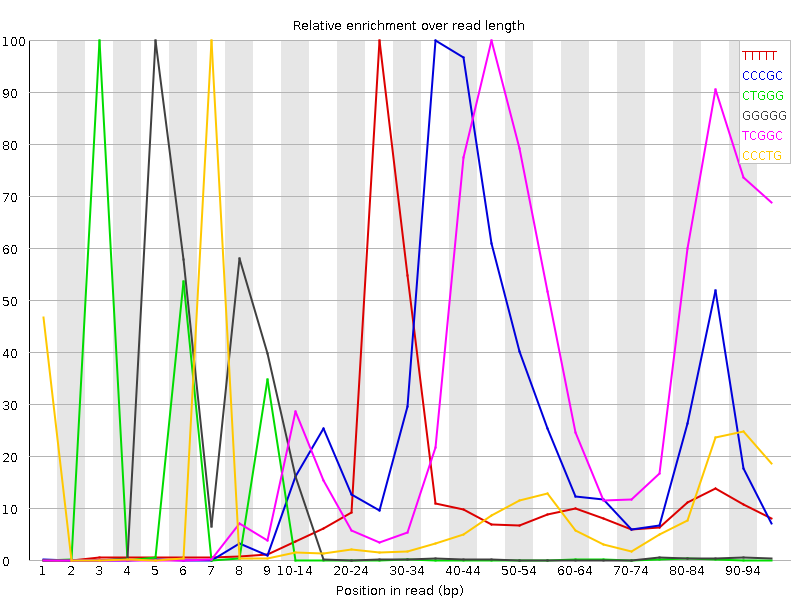 Relative enrichment over read length
100
90
80
70
60
50
40
30
20
10
0
TTTTT
CCCGC
CTGGG
GGGGG
TCGGC
CCCTG
1 2 3 4 5 6 7 8 9 10-14 20-24 30-34 40-44 50-54 60-64 70-74 80-84 90-94
Position in read (bp)